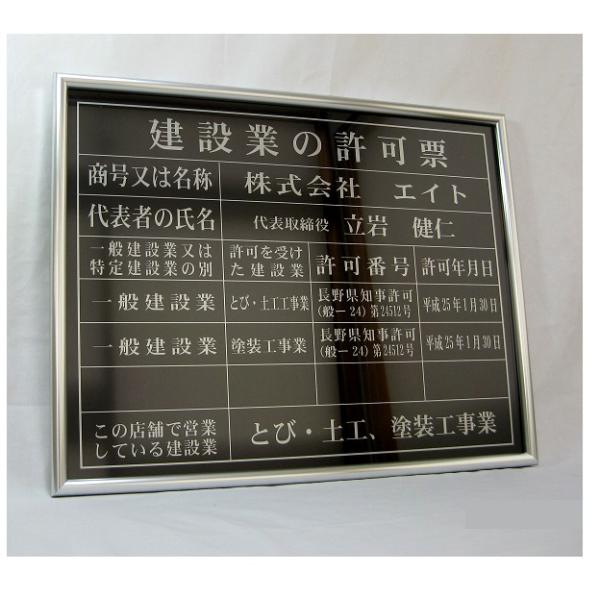 建設業の許可票
商号又は名称 株式会社 エイト
代表者の氏名 代表取締役 立岩 健仁
一般建設業又は 許可を受け 許可番号 許可年月日
特定建設業の別 た建設業
一般建設業 とび・土工工事業 長野県知事許可 平成25年1月30日
(般ー24)第24512号
一般建設業 塗装工事業 長野県知事許可 平成25年1月30日
(般ー24)第24512号
この店舗で営業 とび・土工、塗装工事業
している建設業